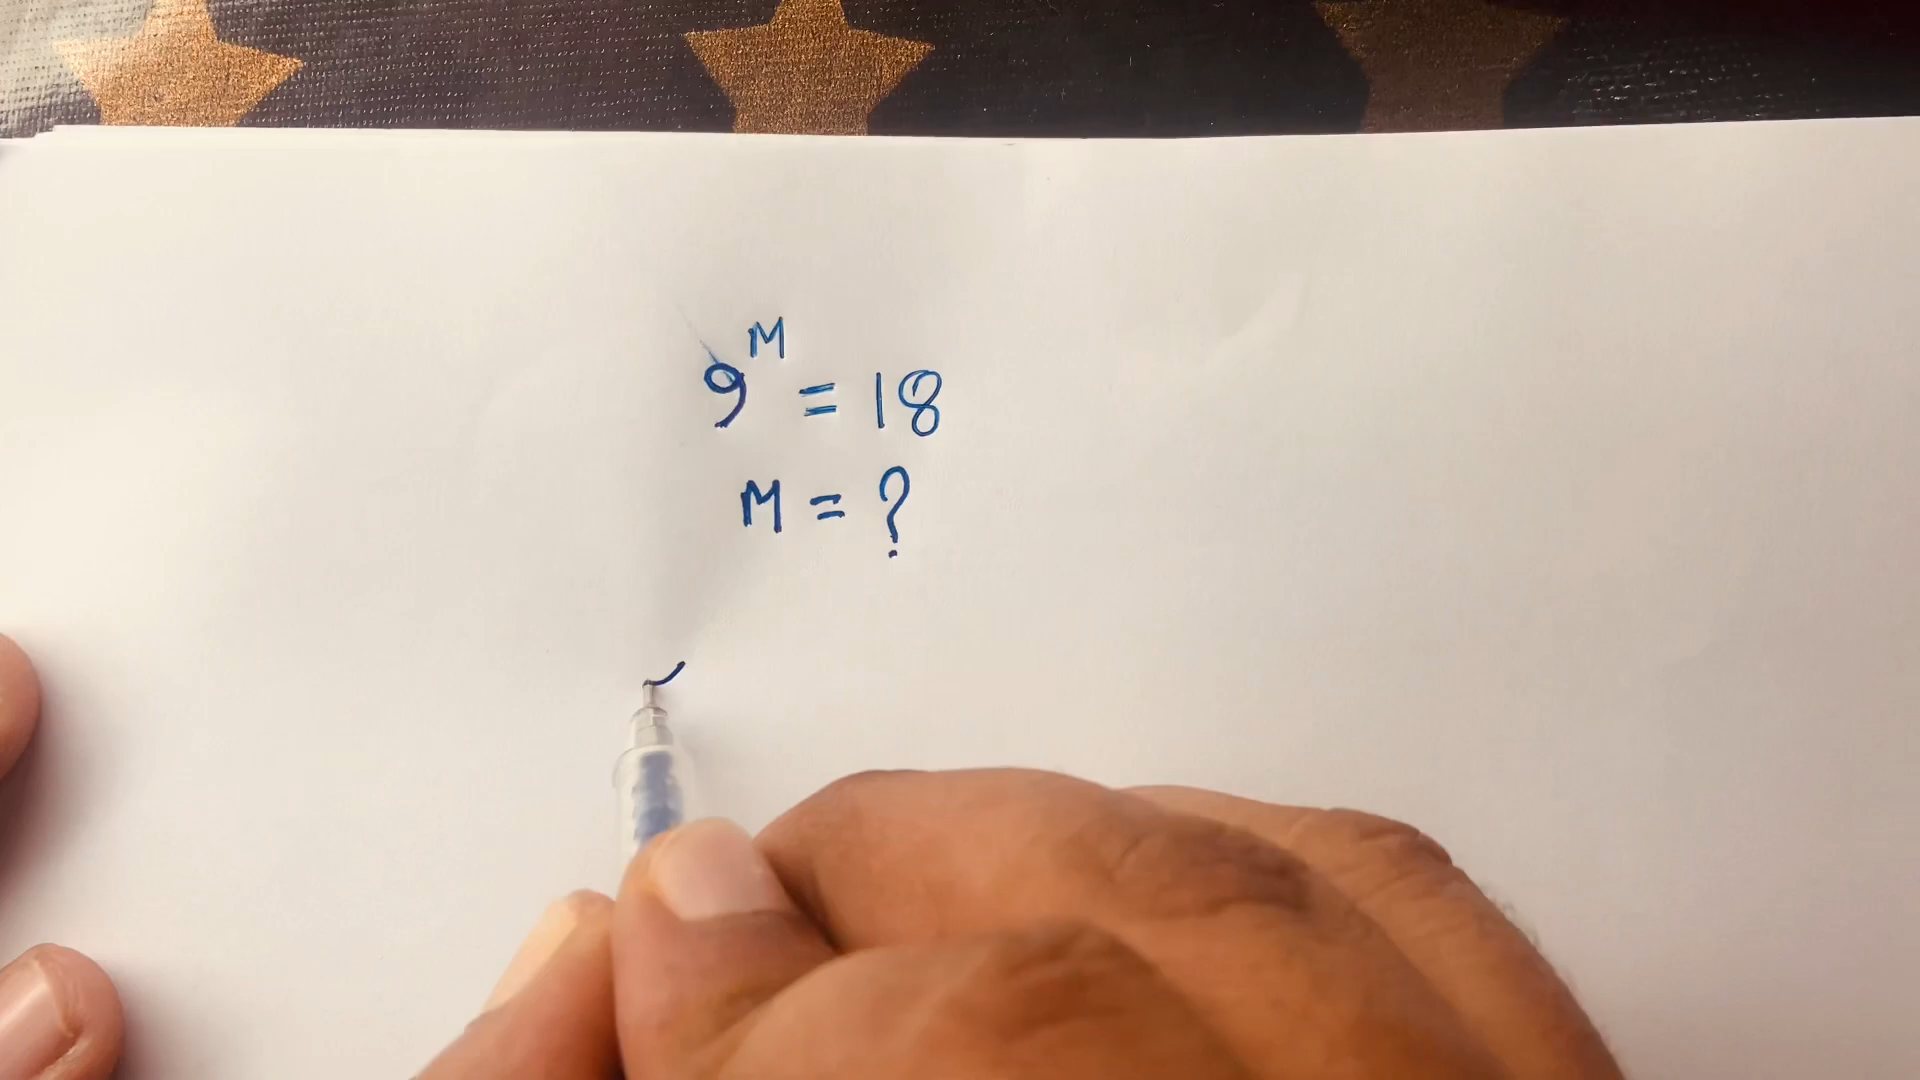 9^M = 18
M = ?